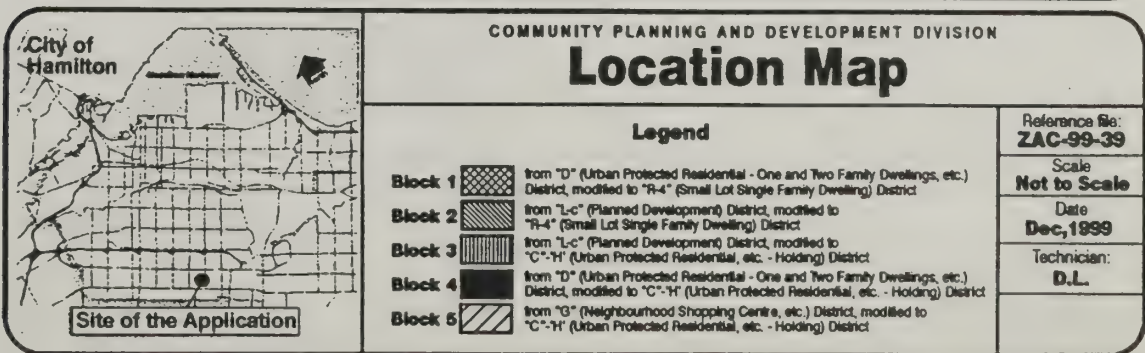 City of
Hamilton
Site of the Application
COMMUNITY PLANNING AND DEVELOPMENT DIVISION
Location Map
Legend
Block 1 from "D" (Urban Protected Residential - One and Two Family Dwellings, etc.)
District, modified to "R-4" (Small Lot Single Family Dwelling) District
Block 2 from "L-c" (Planned Development) District, modified to
"R-4" (Small Lot Single Family Dwelling) District
Block 3 from "L-c" (Planned Development) District, modified to
"C"-'H' (Urban Protected Residential, etc. - Holding) District
Block 4 from "D" (Urban Protected Residential - One and Two Family Dwellings, etc.)
District, modified to "C"-'H' (Urban Protected Residential, etc. - Holding) District
Block 5 from "G" (Neighbourhood Shopping Centre, etc.) District, modified to
"C"-'H' (Urban Protected Residential, etc. - Holding) District
Reference file:
ZAC-99-39
Scale
Not to Scale
Date
Dec,1999
Technician:
D.L.